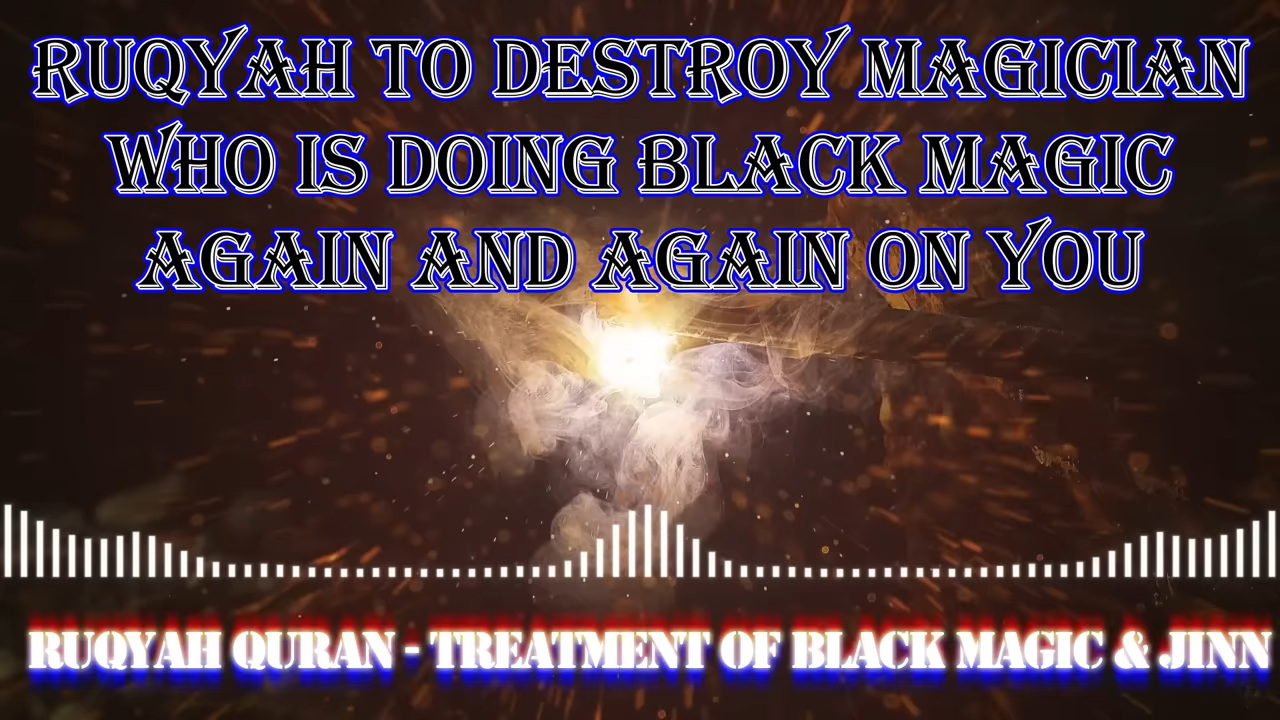 RUQYAH TO DESTROY MAGICIAN
WHO IS DOING BLACK MAGIC
AGAIN AND AGAIN ON YOU
RUQYAH QURAN - TREATMENT OF BLACK MAGIC & JINN